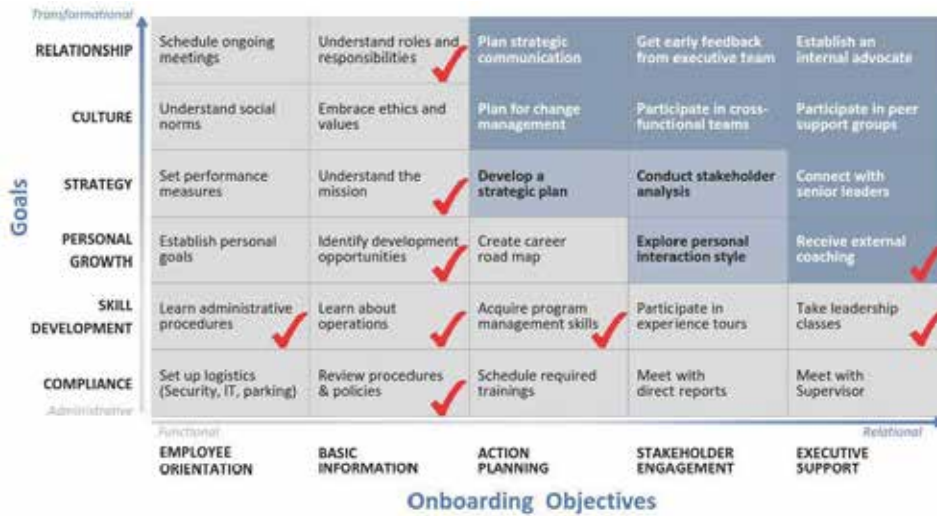 Transformational
RELATIONSHIP
Schedule ongoing
meetings
Understand roles and
responsibilities
Plan strategic
communication
Get early feedback
from executive team
Establish an
internal advocate
CULTURE
Understand social
norms
Embrace ethics and
values
Plan for change
management
Participate in cross-
functional teams
Participate in peer
support groups
Goals
STRATEGY
Set performance
measures
Understand the
mission
Develop a
strategic plan
Conduct stakeholder
analysis
Connect with
senior leaders
PERSONAL
GROWTH
Establish personal
goals
Identify development
opportunities
Create career
road map
Explore personal
interaction style
Receive external
coaching
SKILL
DEVELOPMENT
Learn administrative
procedures
Learn about
operations
Acquire program
management skills
Participate in
experience tours
Take leadership
classes
COMPLIANCE
Set up logistics
(Security, IT, parking)
Review procedures
& policies
Schedule required
trainings
Meet with
direct reports
Meet with
Supervisor
Administrative
Functional
Relational
EMPLOYEE
ORIENTATION
BASIC
INFORMATION
ACTION
PLANNING
STAKEHOLDER
ENGAGEMENT
EXECUTIVE
SUPPORT
Onboarding Objectives